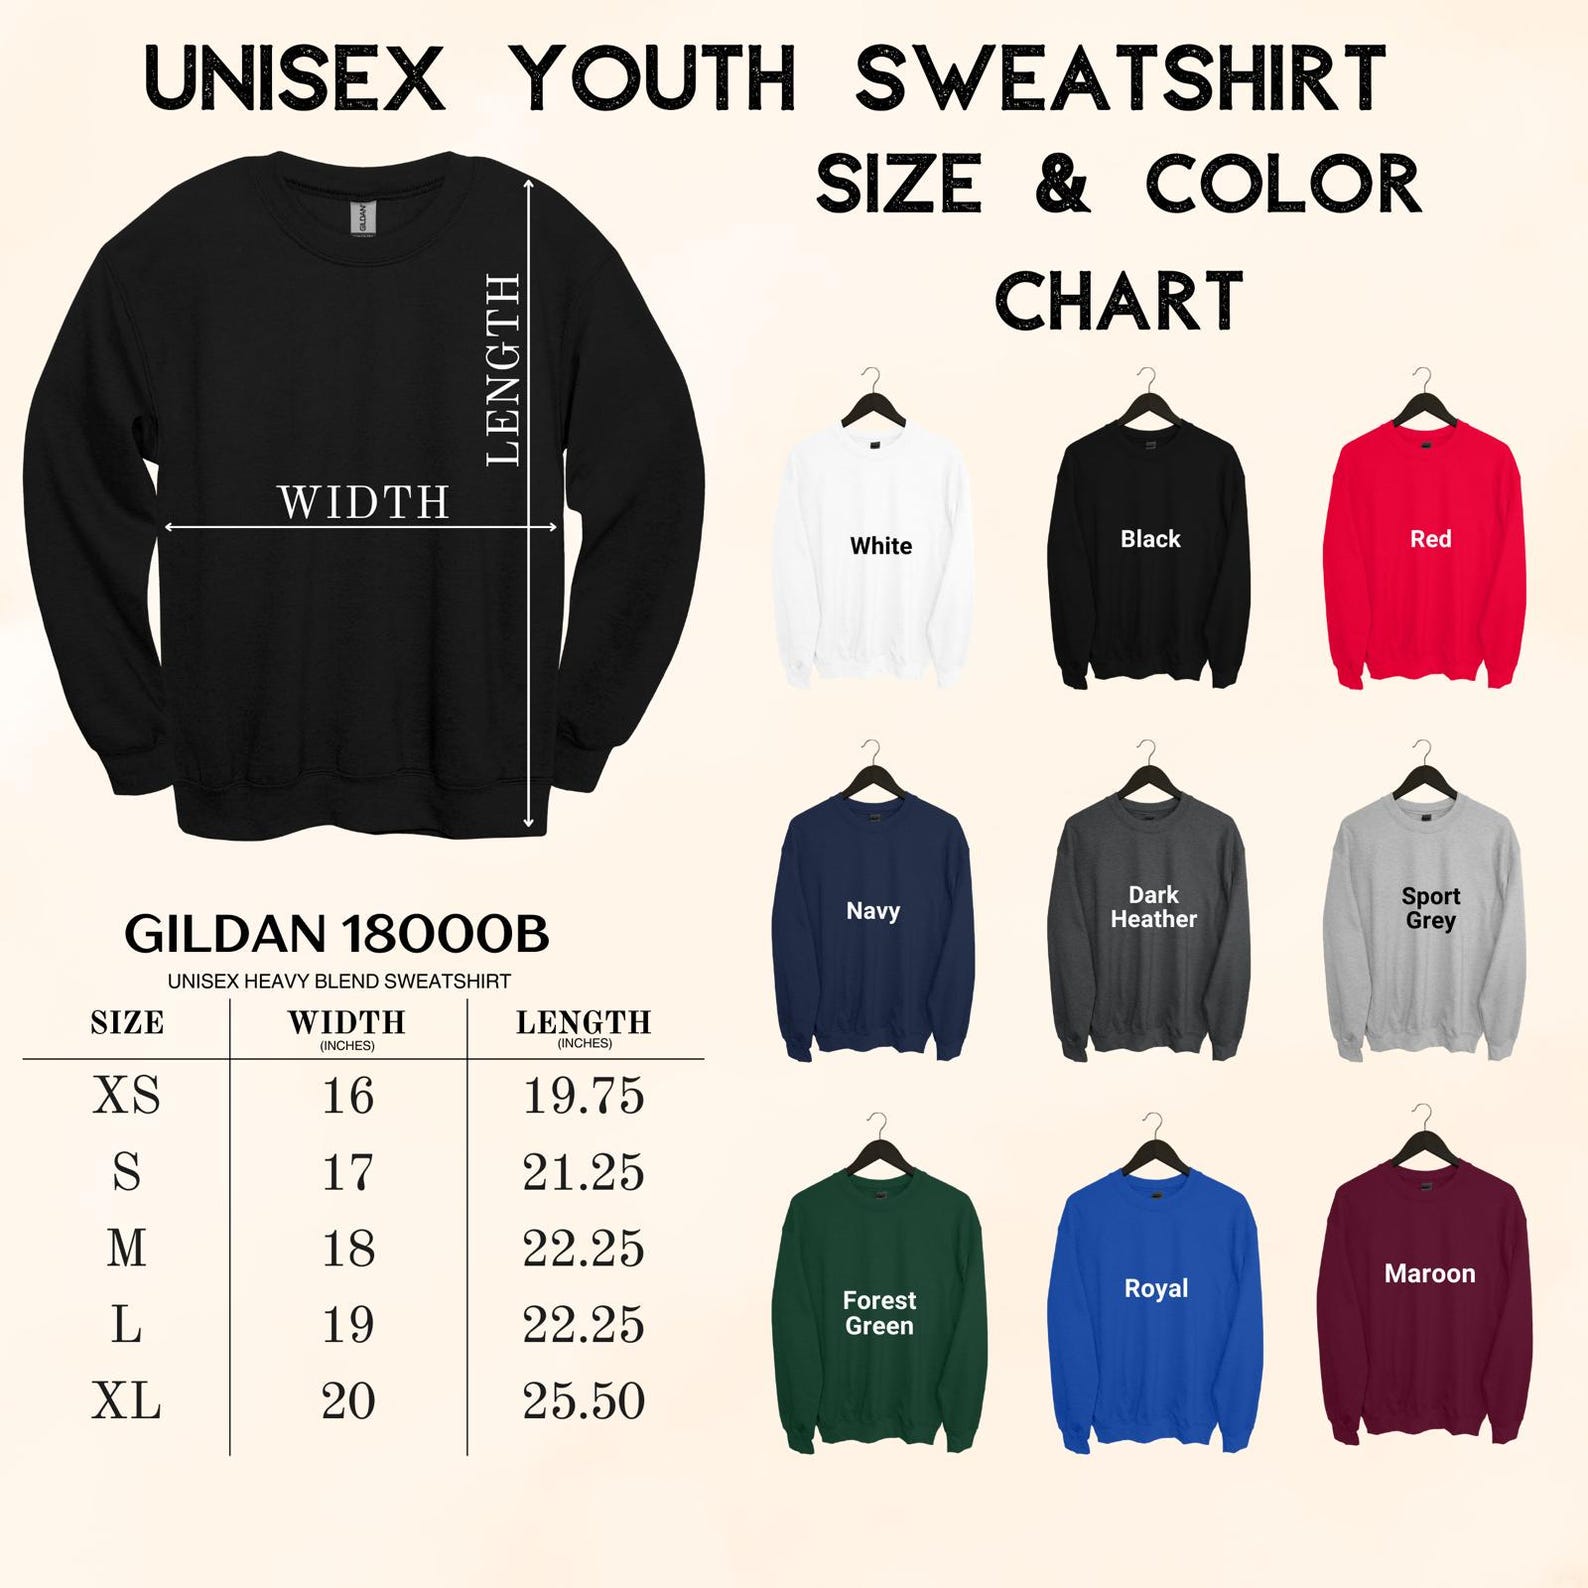 UNISEX YOUTH SWEATSHIRT
SIZE & COLOR
CHART
GILDAN
LENGTH
WIDTH
White
Black
Red
Navy
Dark
Heather
Sport
Grey
Forest
Green
Royal
Maroon
GILDAN 18000B
UNISEX HEAVY BLEND SWEATSHIRT
SIZE WIDTH LENGTH
(INCHES) (INCHES)
XS 16 19.75
S 17 21.25
M 18 22.25
L 19 22.25
XL 20 25.50